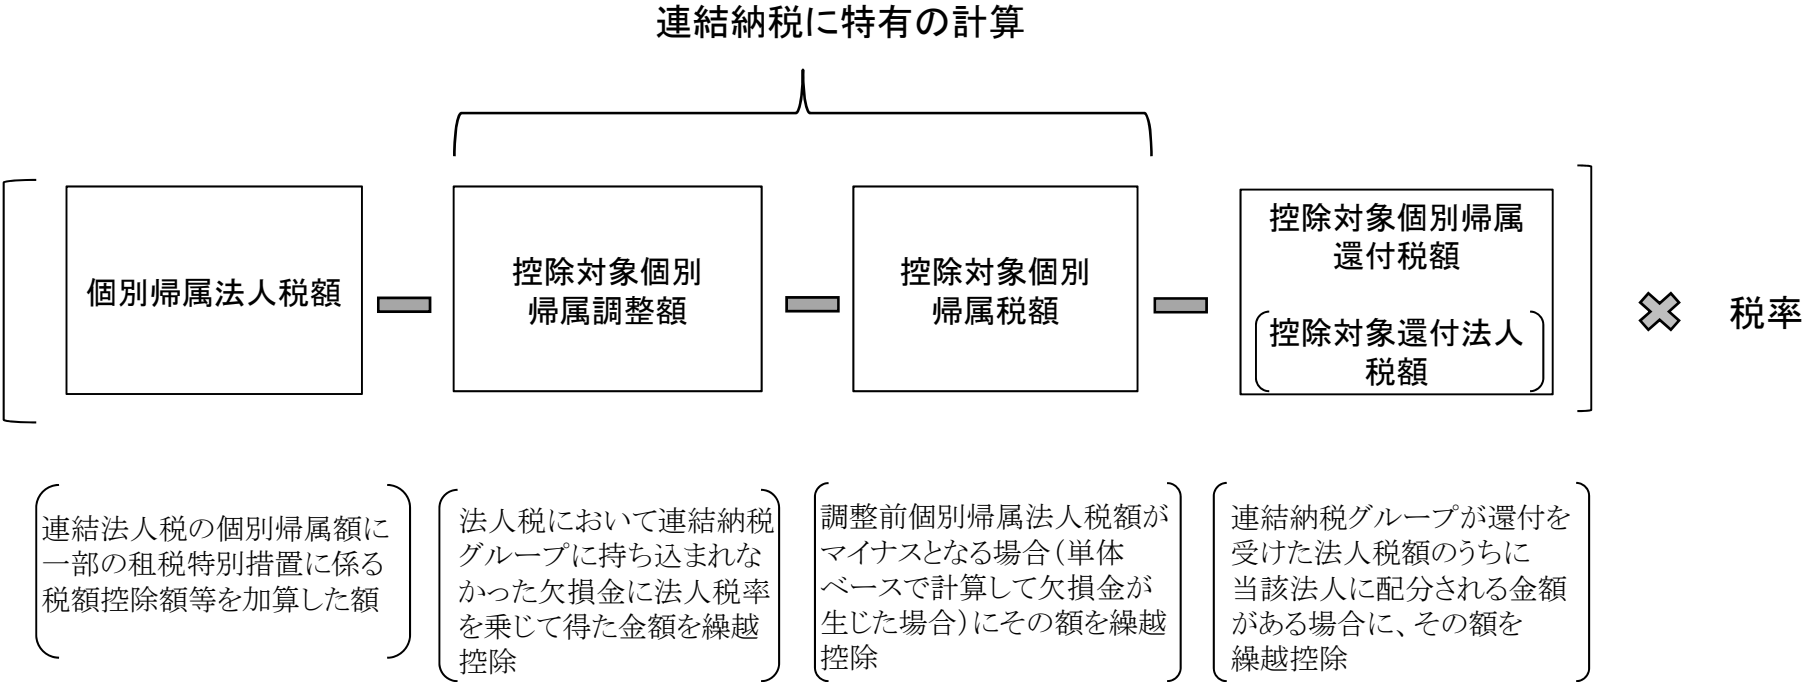 連結納税に特有の計算
個別帰属法人税額
控除対象個別
帰属調整額
控除対象個別
帰属税額
控除対象個別帰属
還付税額
控除対象還付法人
税額
税率
連結法人税の個別帰属額に
一部の租税特別措置に係る
税額控除額等を加算した額
法人税において連結納税
グループに持ち込まれな
かった欠損金に法人税率
を乗じて得た金額を繰越
控除
調整前個別帰属法人税額が
マイナスとなる場合（単体
ベースで計算して欠損金が
生じた場合）にその額を繰越
控除
連結納税グループが還付を
受けた法人税額のうちに
当該法人に配分される金額
がある場合に、その額を
繰越控除